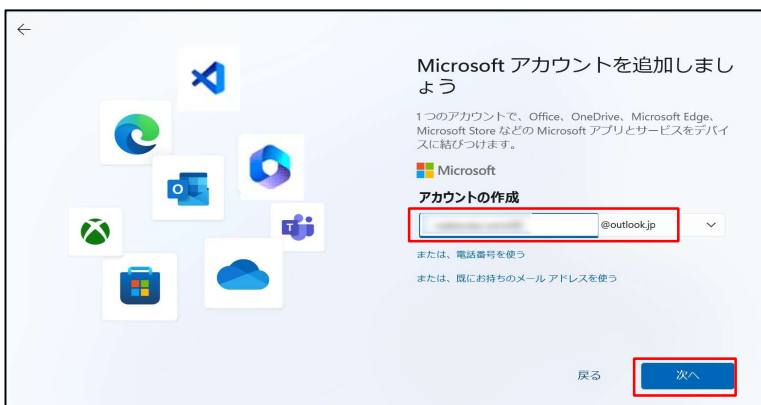 ←
Microsoft アカウントを追加しまし
ょう
1 つのアカウントで、Office、OneDrive、Microsoft Edge、
Microsoft Store などの Microsoft アプリとサービスをデバイ
スに結びつけます。
Microsoft
アカウントの作成
@outlook.jp
または、電話番号を使う
または、既にお持ちのメール アドレスを使う
戻る
次へ
O
T